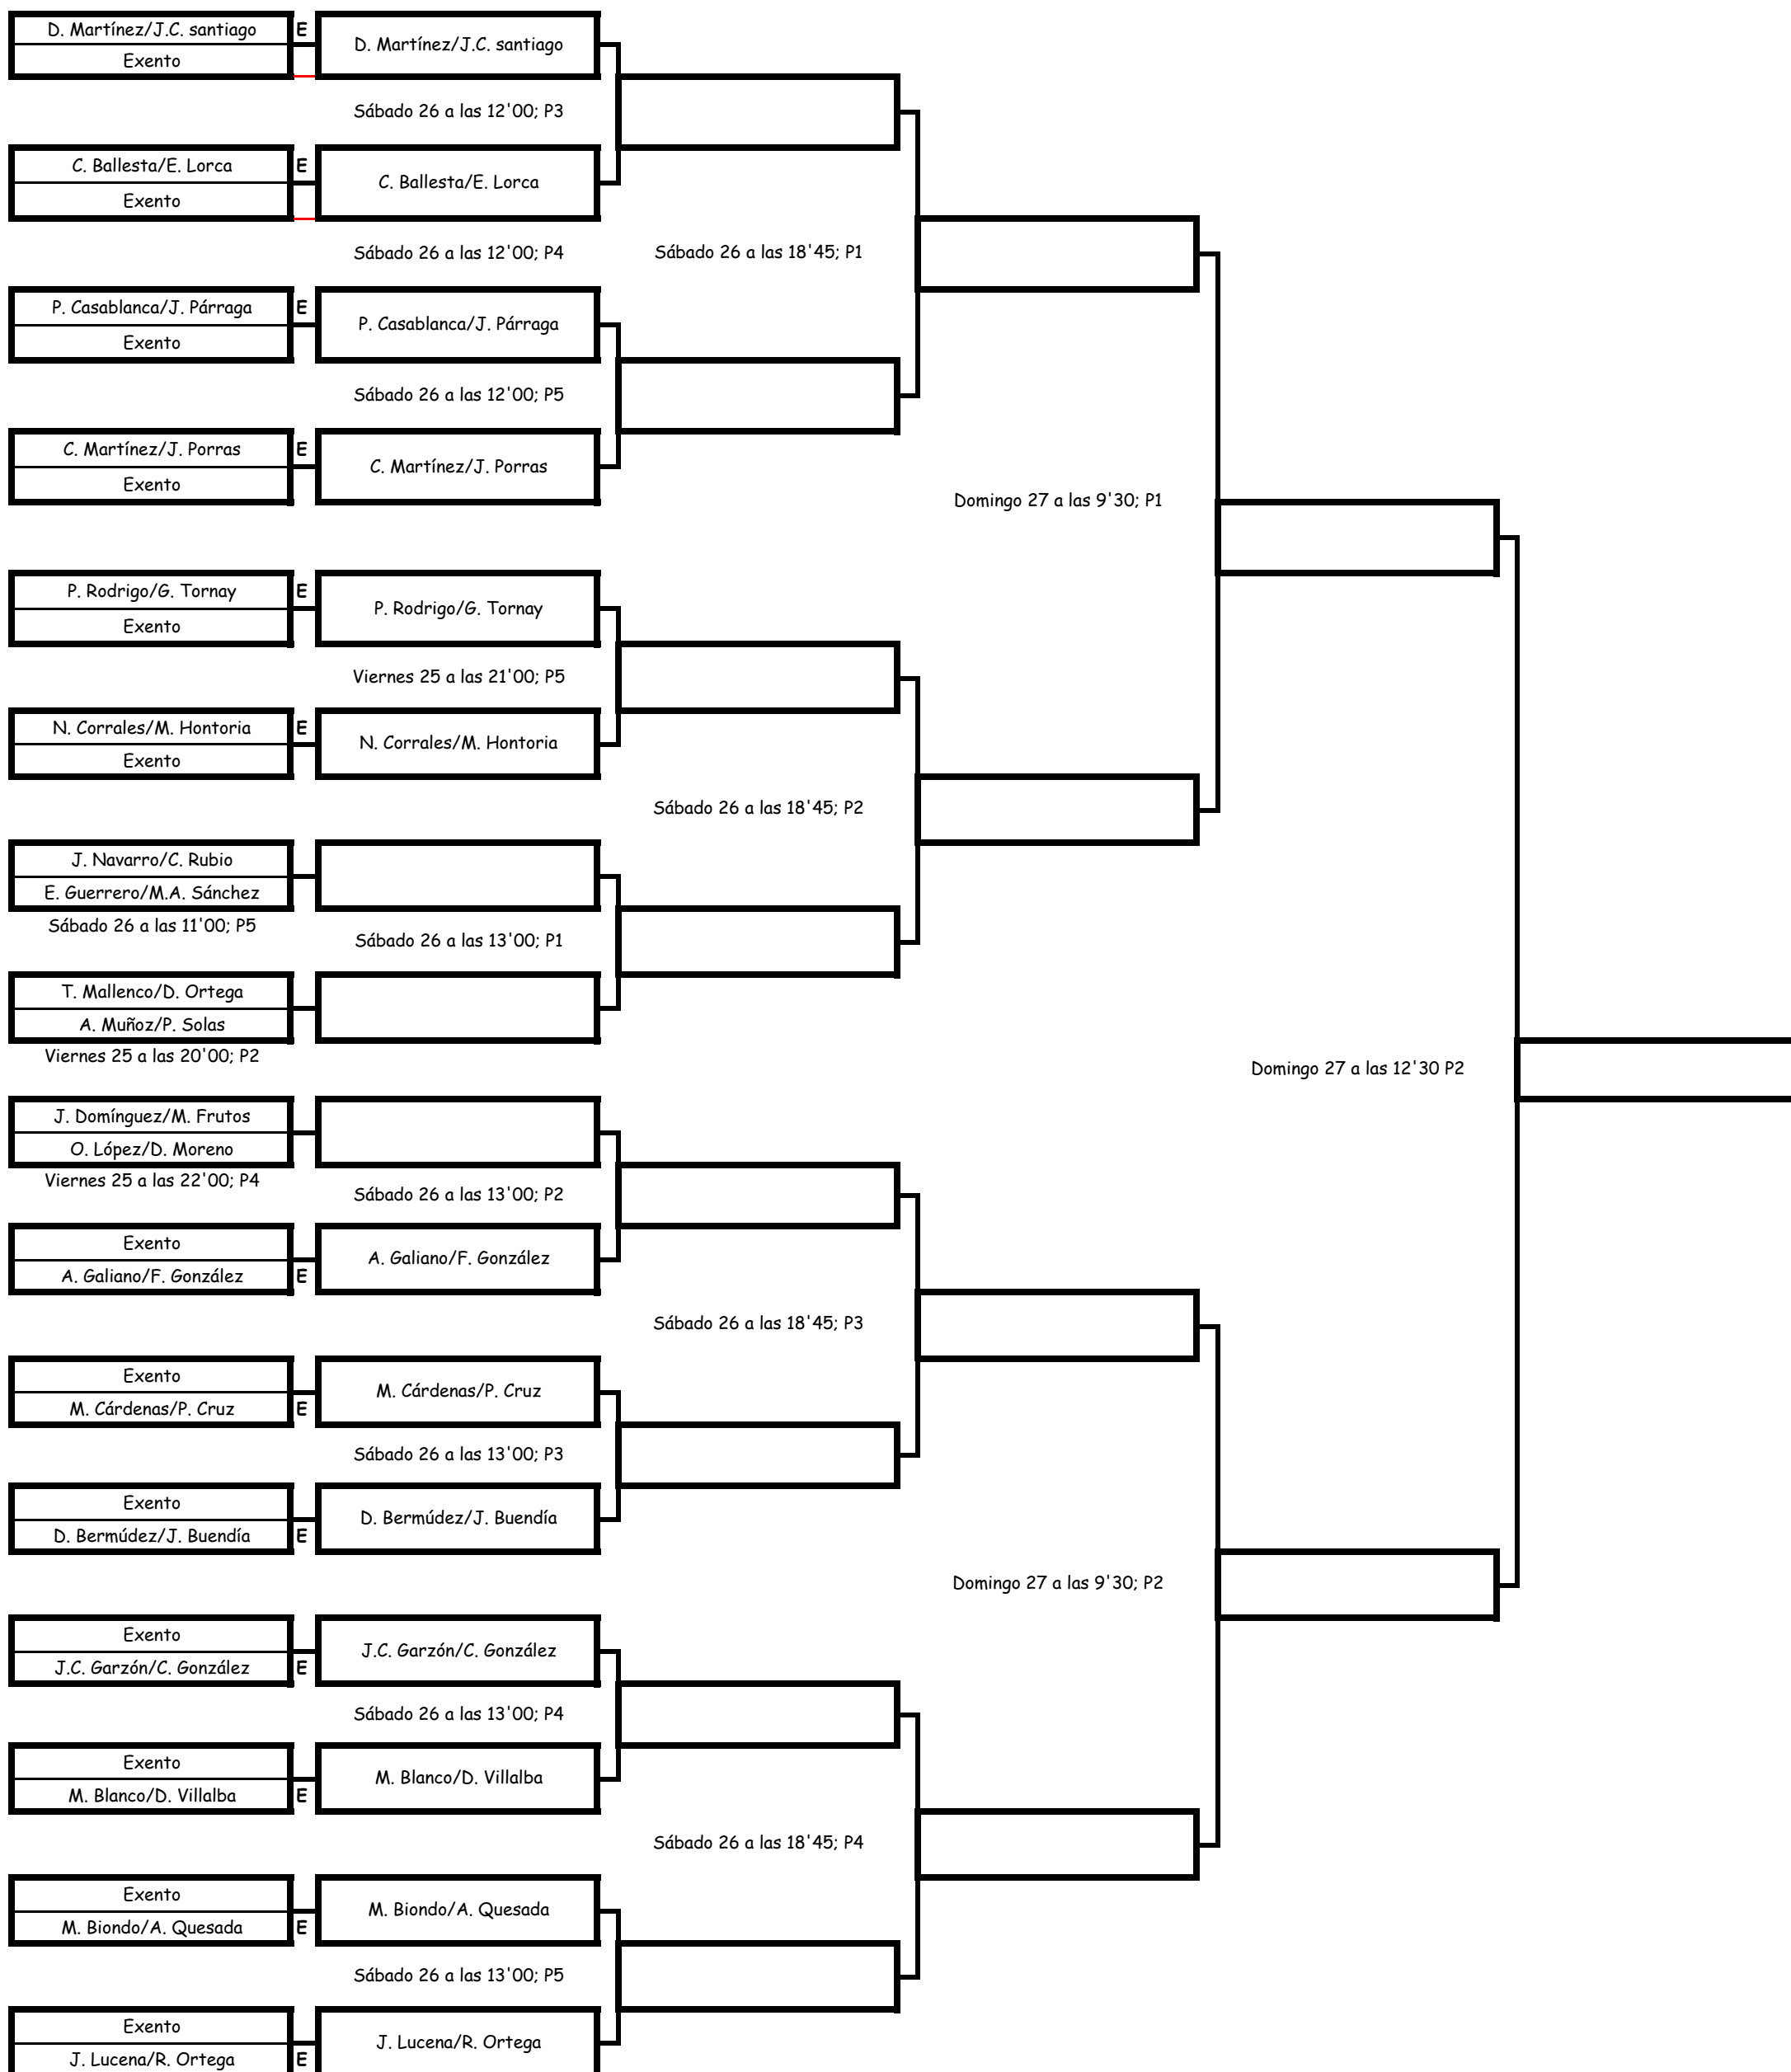 D. Martínez/J.C. santiago
E
D. Martínez/J.C. santiago
Exento
Sábado 26 a las 12'00; P3
C. Ballesta/E. Lorca
E
C. Ballesta/E. Lorca
Exento
Sábado 26 a las 12'00; P4
Sábado 26 a las 18'45; P1
P. Casablanca/J. Párraga
E
P. Casablanca/J. Párraga
Exento
Sábado 26 a las 12'00; P5
C. Martínez/J. Porras
E
C. Martínez/J. Porras
Exento
Domingo 27 a las 9'30; P1
P. Rodrigo/G. Tornay
E
P. Rodrigo/G. Tornay
Exento
Viernes 25 a las 21'00; P5
N. Corrales/M. Hontoria
E
N. Corrales/M. Hontoria
Exento
Sábado 26 a las 18'45; P2
J. Navarro/C. Rubio
E. Guerrero/M.A. Sánchez
Sábado 26 a las 11'00; P5
Sábado 26 a las 13'00; P1
T. Mallenco/D. Ortega
A. Muñoz/P. Solas
Viernes 25 a las 20'00; P2
Domingo 27 a las 12'30 P2
J. Domínguez/M. Frutos
O. López/D. Moreno
Viernes 25 a las 22'00; P4
Sábado 26 a las 13'00; P2
Exento
A. Galiano/F. González
A. Galiano/F. González
E
Sábado 26 a las 18'45; P3
Exento
M. Cárdenas/P. Cruz
M. Cárdenas/P. Cruz
E
Sábado 26 a las 13'00; P3
Exento
D. Bermúdez/J. Buendía
D. Bermúdez/J. Buendía
E
Domingo 27 a las 9'30; P2
Exento
J.C. Garzón/C. González
J.C. Garzón/C. González
E
Sábado 26 a las 13'00; P4
Exento
M. Blanco/D. Villalba
M. Blanco/D. Villalba
E
Sábado 26 a las 18'45; P4
Exento
M. Biondo/A. Quesada
M. Biondo/A. Quesada
E
Sábado 26 a las 13'00; P5
Exento
J. Lucena/R. Ortega
J. Lucena/R. Ortega
E